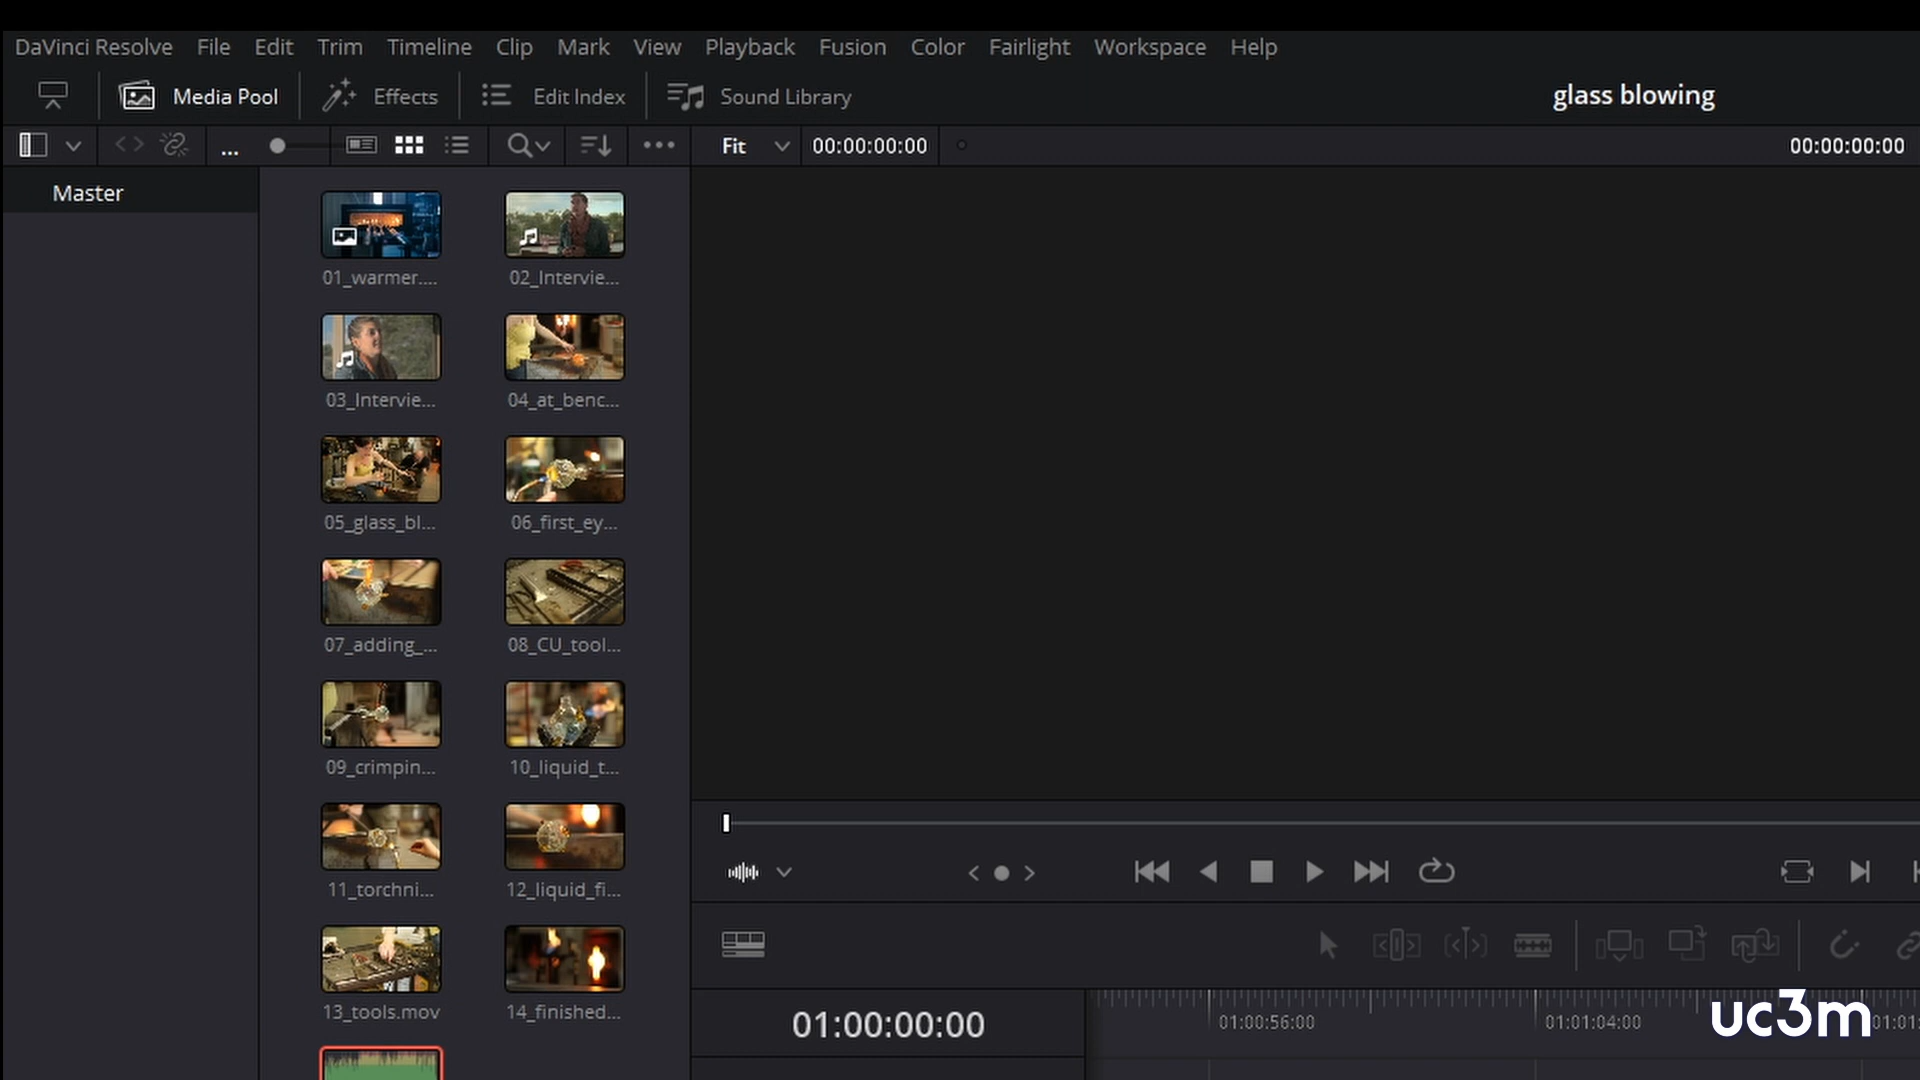 DaVinci Resolve File Edit Trim Timeline Clip Mark View Playback Fusion Color Fairlight Workspace Help
Media Pool Effects Edit Index Sound Library glass blowing
... Fit 00:00:00:00 00:00:00:00
Master
01_warmer.... 02_Intervie...
03_Intervie... 04_at_benc...
05_glass_bl... 06_first_ey...
07_adding_... 08_CU_tool...
09_crimpin... 10_liquid_t...
11_torchni... 12_liquid_fi...
13_tools.mov 14_finished...
01:00:00:00 01:00:56:00 01:01:04:00
uc3m